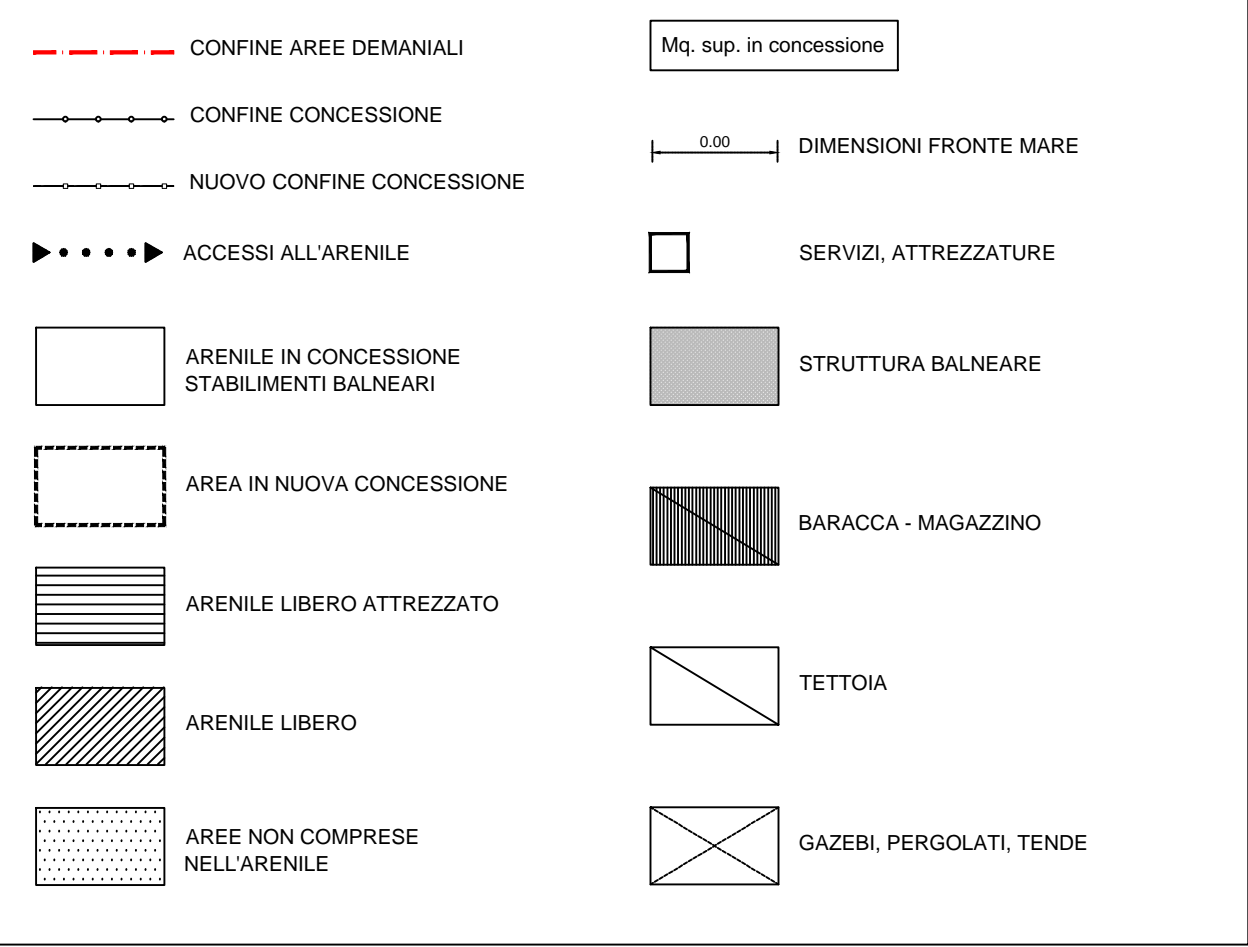 CONFINE AREE DEMANIALI
CONFINE CONCESSIONE
NUOVO CONFINE CONCESSIONE
ACCESSI ALL'ARENILE
ARENILE IN CONCESSIONE
STABILIMENTI BALNEARI
AREA IN NUOVA CONCESSIONE
ARENILE LIBERO ATTREZZATO
ARENILE LIBERO
AREE NON COMPRESE
NELL'ARENILE
Mq. sup. in concessione
0.00 DIMENSIONI FRONTE MARE
SERVIZI, ATTREZZATURE
STRUTTURA BALNEARE
BARACCA - MAGAZZINO
TETTOIA
GAZEBI, PERGOLATI, TENDE